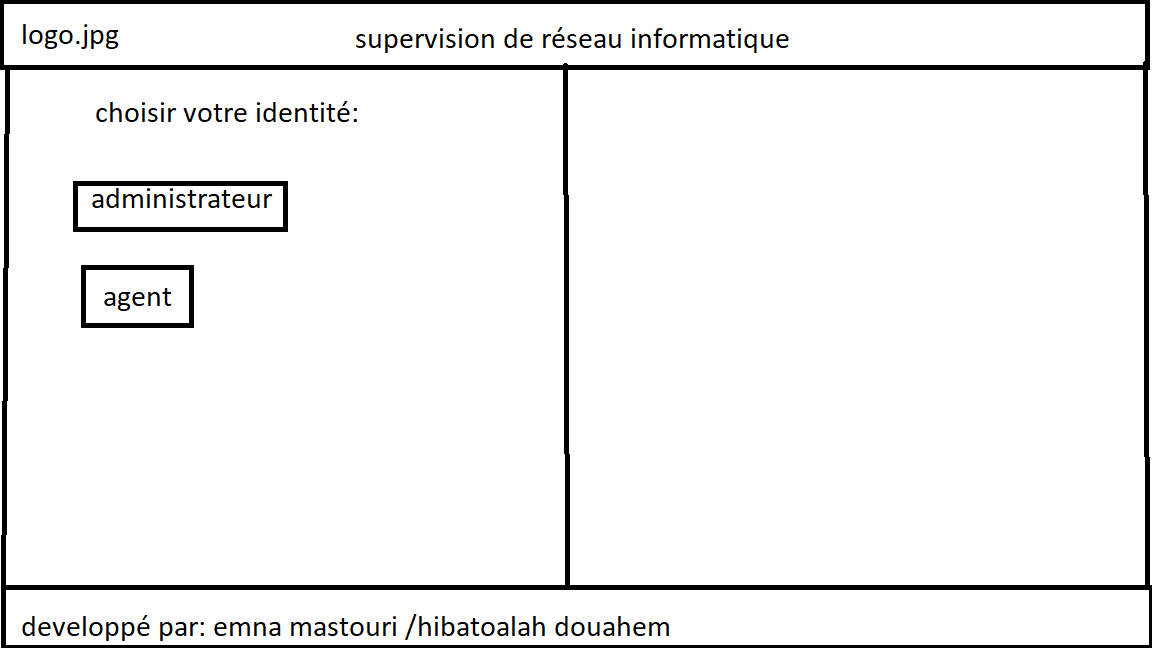 logo.jpg
supervision de réseau informatique
choisir votre identité:
administrateur
agent
developpé par: emna mastouri /hibatoalah douahem